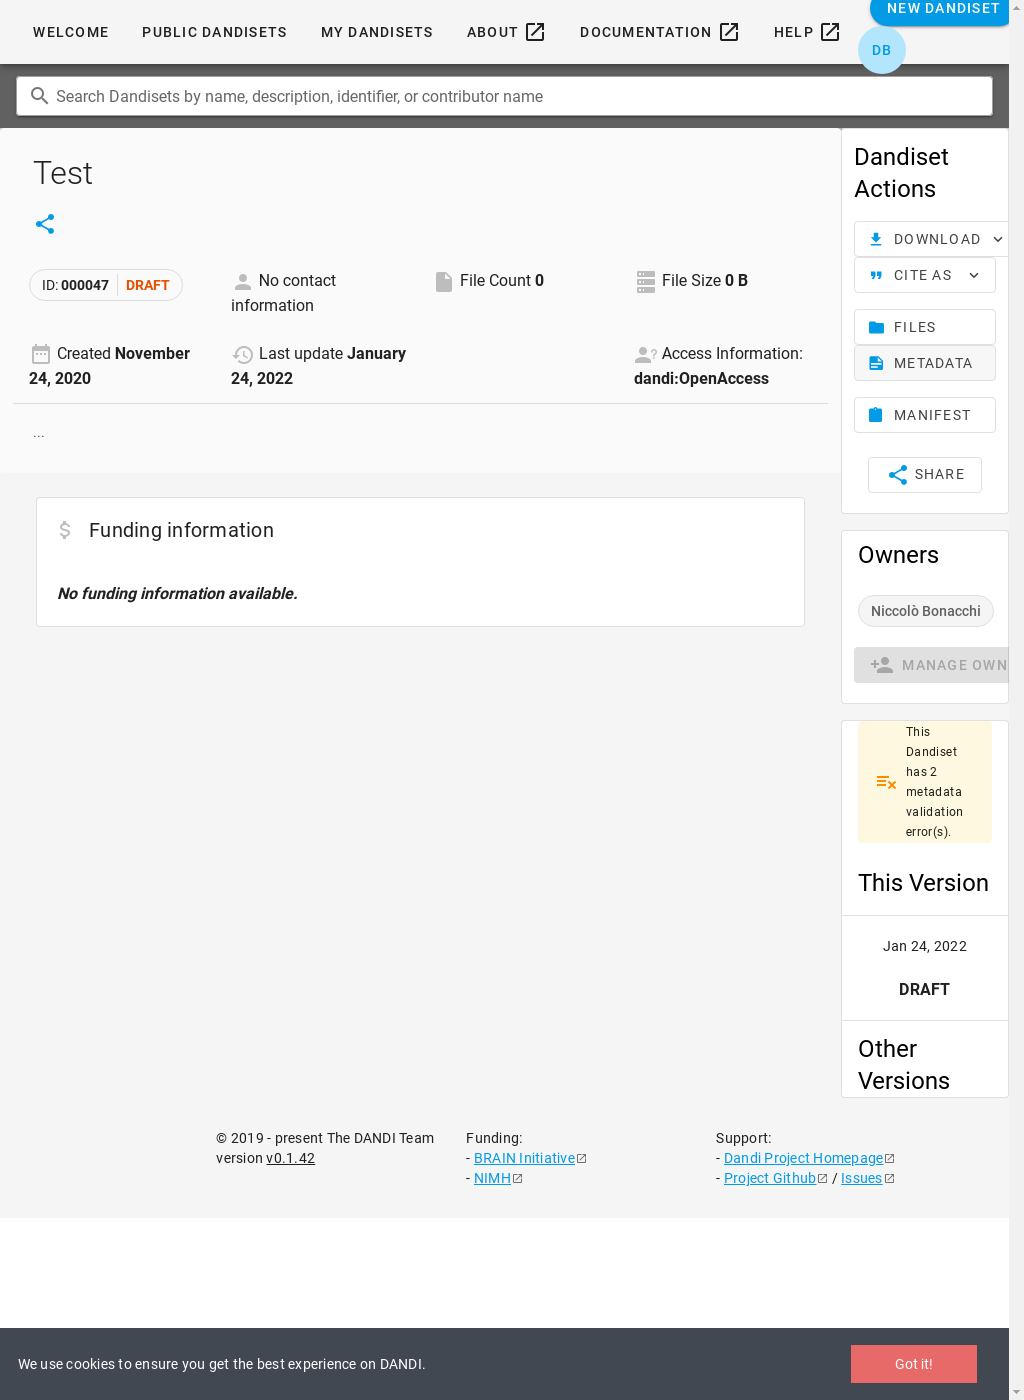 WELCOME PUBLIC DANDISETS MY DANDISETS ABOUT DOCUMENTATION HELP NEW DANDISET
DB
Search Dandisets by name, description, identifier, or contributor name
Test
ID: 000047 DRAFT
No contact information
File Count 0
File Size 0 B
Created November 24, 2020
Last update January 24, 2022
Access Information: dandi:OpenAccess
...
Funding information
No funding information available.
Dandiset
Actions
DOWNLOAD
CITE AS
FILES
METADATA
MANIFEST
SHARE
Owners
Niccolò Bonacchi
MANAGE OWN
This
Dandiset
has 2
metadata
validation
error(s).
This Version
Jan 24, 2022
DRAFT
Other
Versions
© 2019 - present The DANDI Team
version v0.1.42
Funding:
- BRAIN Initiative
- NIMH
Support:
- Dandi Project Homepage
- Project Github / Issues
We use cookies to ensure you get the best experience on DANDI.
Got it!